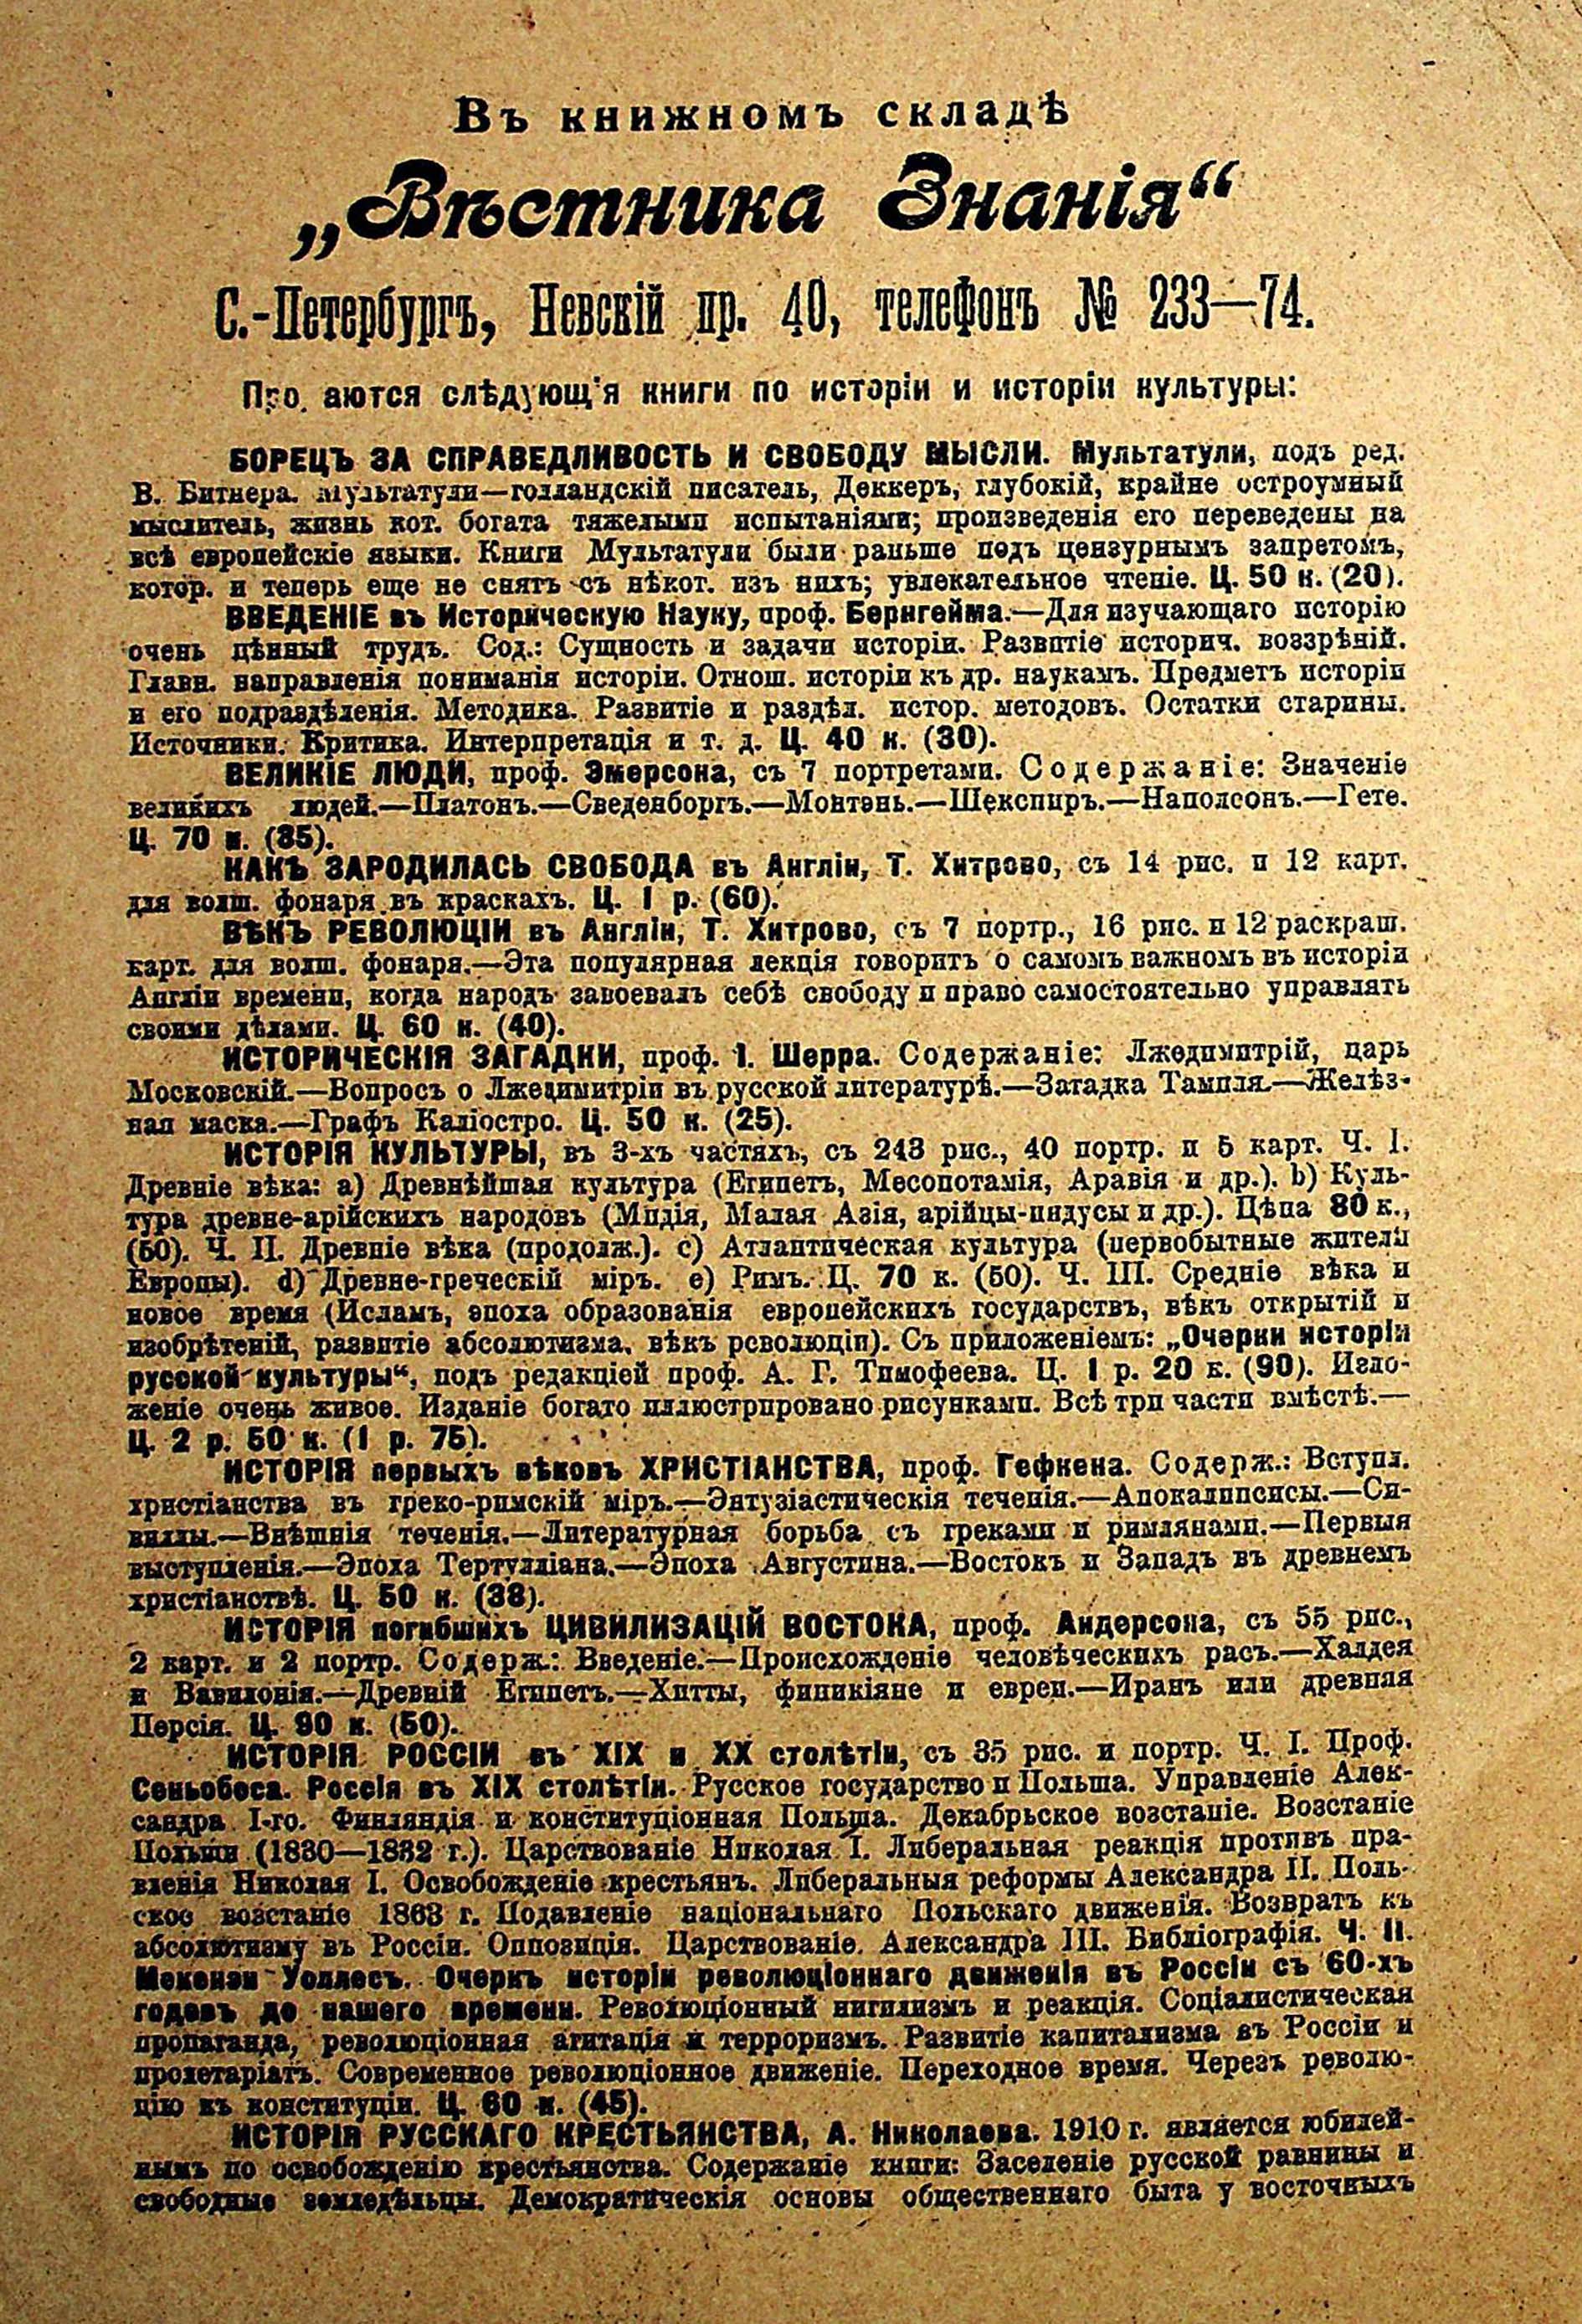 Въ книжномъ складѣ
„Вѣстника Знанія“
С.-Петербургъ, Невскій пр. 40, телефонъ № 233—74.
аются слѣдующ'я книги по исторіи и исторіи культуры:
БОРЕЦЪ ЗА СПРАВЕДЛИВОСТЬ И СВОБОДУ МЫСЛИ. Мультатули, подъ ред.
В. Битнера. Мультатули—голландскій писатель, Деккеръ, глубокій, крайне остроумный
мыслитель, жизнь кот. богата тяжелыми испытаніями; произведенія его переведены на
всѣ европейскіе языки. Книги Мультатули были раньше подъ цензурнымъ запретомъ,
котор. и теперь еще не снятъ съ нѣкот. изъ нихъ; увлекательное чтеніе. Ц. 50 к. (20).
ВВЕДЕНІЕ въ Историческую Науку, проф. Бернгейма.—Для изучающаго исторію
очень цѣнный трудъ. Сод.: Сущность и задачи исторіи. Развитіе историч. воззрѣній.
Главн. направленія пониманія исторіи. Отнош. исторіи къ др. наукамъ. Предметъ исторіи
и его подраздѣленія. Методика. Развитіе и раздѣл. истор. методовъ. Остатки старины.
Источники. Критика. Интерпретація и т. д. Ц. 40 к. (30).
ВЕЛИКІЕ ЛЮДИ, проф. Эмерсона, съ 7 портретами. Содержаніе: Значеніе
великихъ людей.—Платонъ.—Сведенборгъ.—Монтэнь.—Шекспиръ.—Наполеонъ.—Гете.
Ц. 70 к. (35).
КАКЪ ЗАРОДИЛАСЬ СВОБОДА въ Англіи, Т. Хитрово, съ 14 рис. и 12 карт.
для волш. фонаря въ краскахъ. Ц. 1 р. (60).
ВѢКЪ РЕВОЛЮЦІИ въ Англіи, Т. Хитрово, съ 7 портр., 16 рис. и 12 раскраш.
карт. для волш. фонаря.—Эта популярная лекція говоритъ о самомъ важномъ въ исторіи
Англіи времени, когда народъ завоевалъ себѣ свободу и право самостоятельно управлять
своими дѣлами. Ц. 60 к. (40).
ИСТОРИЧЕСКІЯ ЗАГАДКИ, проф. І. Шерра. Содержаніе: Лжедимитрій, царь
Московскій.—Вопросъ о Лжедимитріи въ русской литературѣ.—Загадка Тампля.—Желѣз-
ная маска.—Графъ Каліостро. Ц. 50 к. (25).
ИСТОРІЯ КУЛЬТУРЫ, въ 3-хъ частяхъ, съ 243 рис., 40 портр. и 5 карт. Ч. I.
Древніе вѣка: a) Древнѣйшая культура (Египетъ, Месопотамія, Аравія и др.). b) Куль-
тура древне-арійскихъ народовъ (Мидія, Малая Азія, арійцы-индусы и др.). Цѣна 80 к.,
(50). Ч. II. Древніе вѣка (продолж.). c) Атлантическая культура (первобытные жители
Европы). d) Древне-греческій міръ. e) Римъ. Ц. 70 к. (50). Ч. III. Средніе вѣка и
новое время (Исламъ, эпоха образованія европейскихъ государствъ, вѣкъ открытій и
изобрѣтеній, развитіе абсолютизма, вѣкъ революціи). Съ приложеніемъ: „Очерки исторіи
русской культуры“, подъ редакціей проф. А. Г. Тимофеева. Ц. 1 р. 20 к. (90). Изло-
женіе очень живое. Изданіе богато иллюстрировано рисунками. Всѣ три части вмѣстѣ.—
Ц. 2 р. 50 к. (1 р. 75).
ИСТОРІЯ первыхъ вѣковъ ХРИСТІАНСТВА, проф. Гефкена. Содерж.: Вступл.
христіанства въ греко-римскій міръ.—Энтузіастическія теченія.—Апокалипсисы.—Си-
виллы.—Внѣшнія теченія.—Литературная борьба съ греками и римлянами.—Первыя
выступленія.—Эпоха Тертулліана.—Эпоха Августина.—Востокъ и Западъ въ древнемъ
христіанствѣ. Ц. 50 к. (38).
ИСТОРІЯ погибшихъ ЦИВИЛИЗАЦІЙ ВОСТОКА, проф. Андерсона, съ 55 рис.,
2 карт. и 2 портр. Содерж.: Введеніе.—Происхожденіе человѣческихъ расъ.—Халдея
и Вавилонія.—Древній Египетъ.—Хитты, финикіяне и евреи.—Иранъ или древняя
Персія. Ц. 90 к. (50).
ИСТОРІЯ РОССІИ въ XIX и XX столѣтіи, съ 35 рис. и портр. Ч. I. Проф.
Сеньобоса. Россія въ XIX столѣтіи. Русское государство и Польша. Управленіе Алек-
сандра I-го. Финляндія и конституціонная Польша. Декабрьское возстаніе. Возстаніе
Польши (1830—1832 г.). Царствованіе Николая I. Либеральная реакція противъ пра-
вленія Николая I. Освобожденіе крестьянъ. Либеральныя реформы Александра II. Поль-
ское возстаніе 1863 г. Подавленіе національнаго Польскаго движенія. Возвратъ къ
абсолютизму въ Россіи. Оппозиція. Царствованіе Александра III. Библіографія. Ч. II.
Мекензи Уоллесъ. Очеркъ исторіи революціоннаго движенія въ Россіи съ 60-хъ
годовъ до нашего времени. Революціонный нигилизмъ и реакція. Соціалистическая
пропаганда, революціонная агитація и терроризмъ. Развитіе капитализма въ Россіи и
пролетаріатъ. Современное революціонное движеніе. Переходное время. Черезъ револю-
цію къ конституціи. Ц. 60 к. (45).
ИСТОРІЯ РУССКАГО КРЕСТЬЯНСТВА, А. Николаева. 1910 г. является юбилей-
нымъ по освобожденію крестьянства. Содержаніе книги: Заселеніе русской равнины и
свободные земледѣльцы. Демократическія основы общественнаго быта у восточныхъ